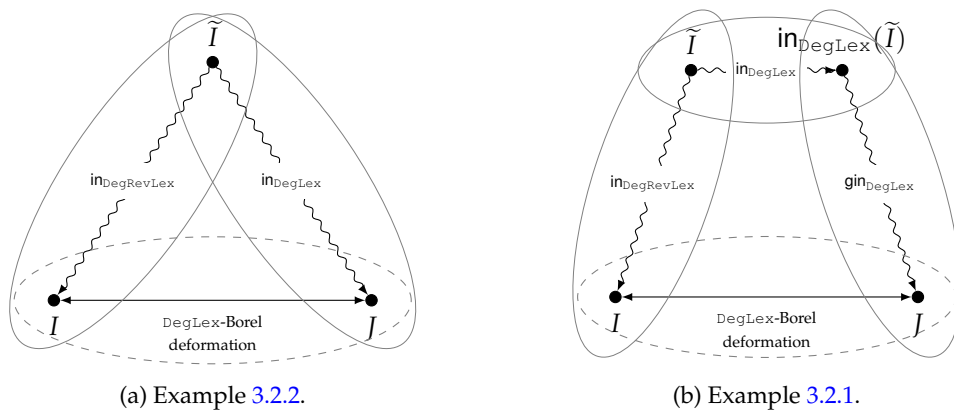 Ĩ
in_DegRevLex
in_DegLex
I
J
DegLex-Borel
deformation
(a) Example 3.2.2.
Ĩ
in_DegLex(Ĩ)
in_DegLex
in_DegRevLex
gin_DegLex
I
J
DegLex-Borel
deformation
(b) Example 3.2.1.